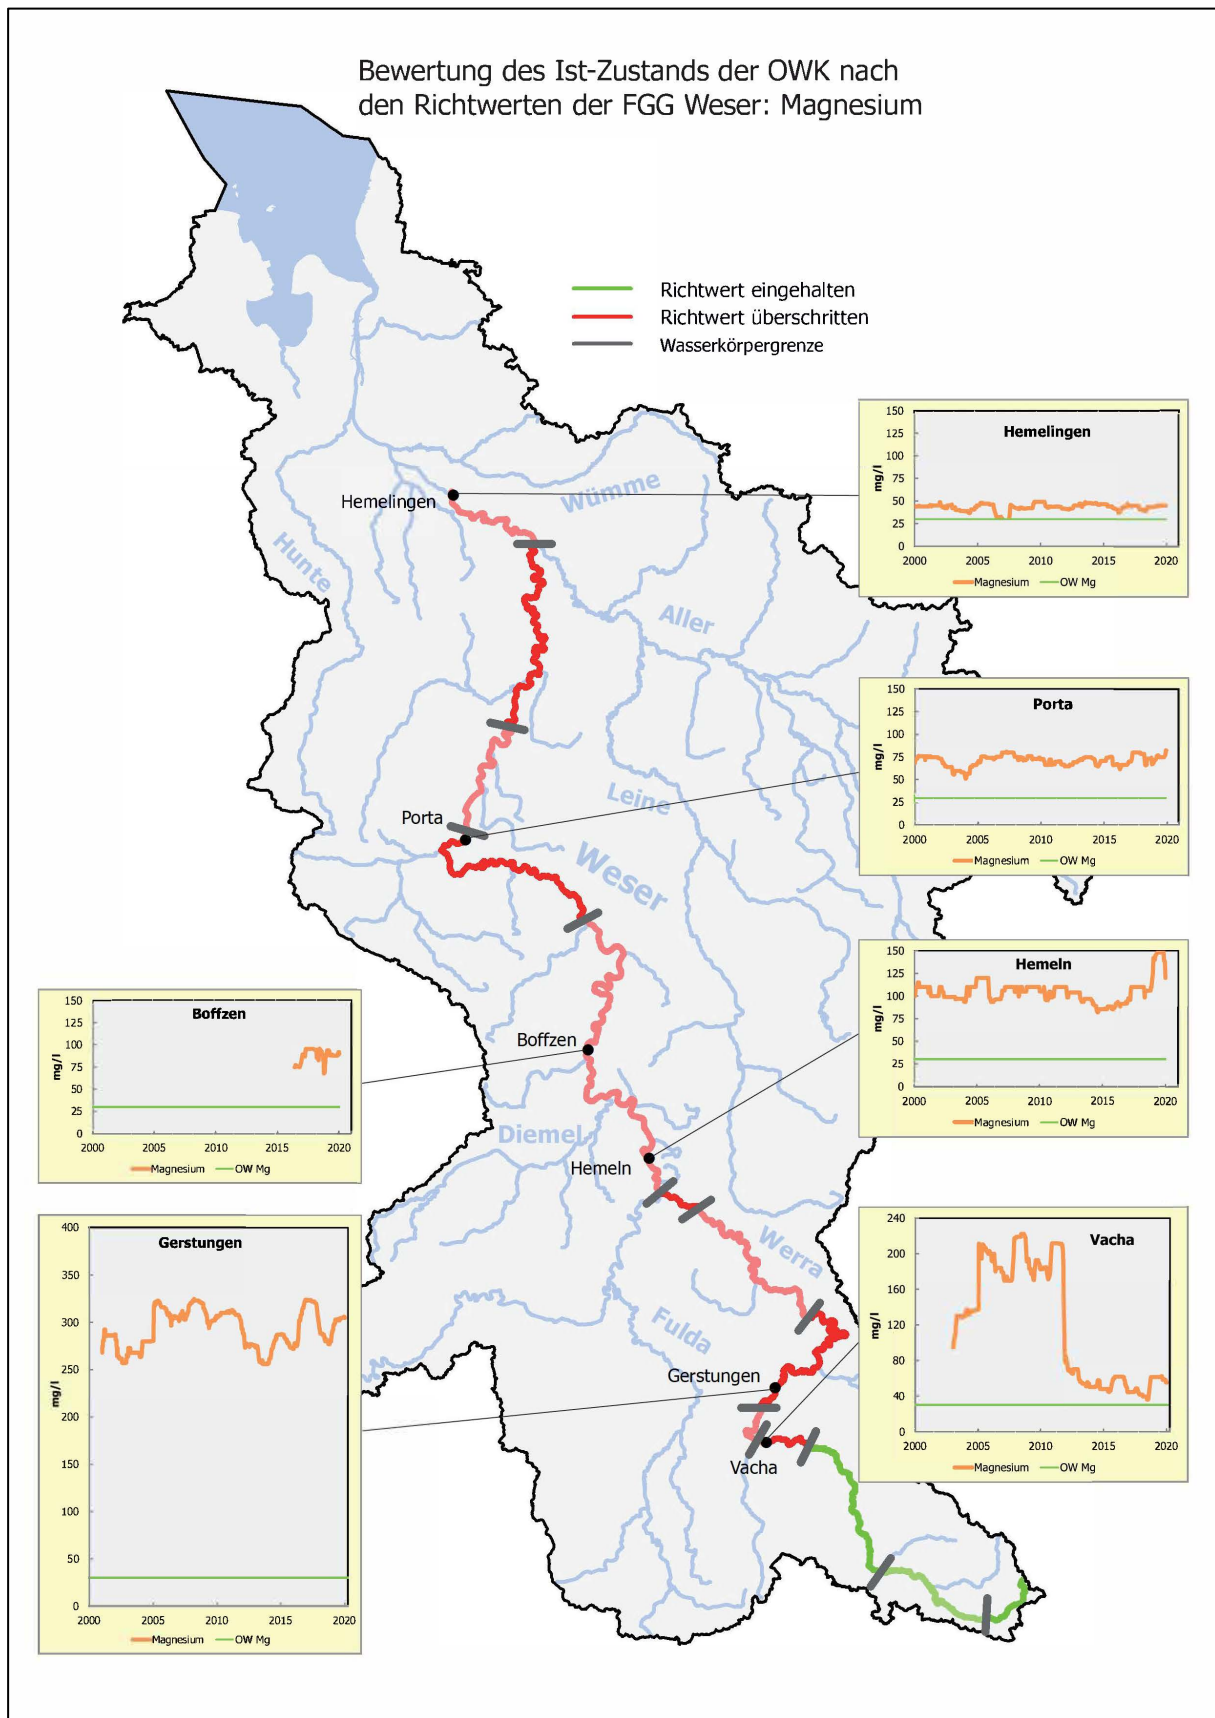 Bewertung des Ist-Zustands der OWK nach
den Richtwerten der FGG Weser: Magnesium
Richtwert eingehalten
Richtwert überschritten
Wasserkörpergrenze
150
125
100
75
50
25
0
mg/l
Hemelingen
2000 2005 2010 2015 2020
Magnesium OW Mg
Hemelingen
Wümme
Hunte
Aller
150
125
100
75
50
25
0
mg/l
Porta
2000 2005 2010 2015 2020
Magnesium OW Mg
Leine
Porta
Weser
150
125
100
75
50
25
0
mg/l
Hemeln
2000 2005 2010 2015 2020
Magnesium OW Mg
150
125
100
75
50
25
0
mg/l
Boffzen
2000 2005 2010 2015 2020
Magnesium OW Mg
Boffzen
Diemel
Hemeln
Werra
Fulda
400
350
300
250
200
150
100
50
0
mg/l
Gerstungen
2000 2005 2010 2015 2020
Magnesium OW Mg
240
200
160
120
80
40
0
mg/l
Vacha
2000 2005 2010 2015 2020
Magnesium OW Mg
Gerstungen
Vacha